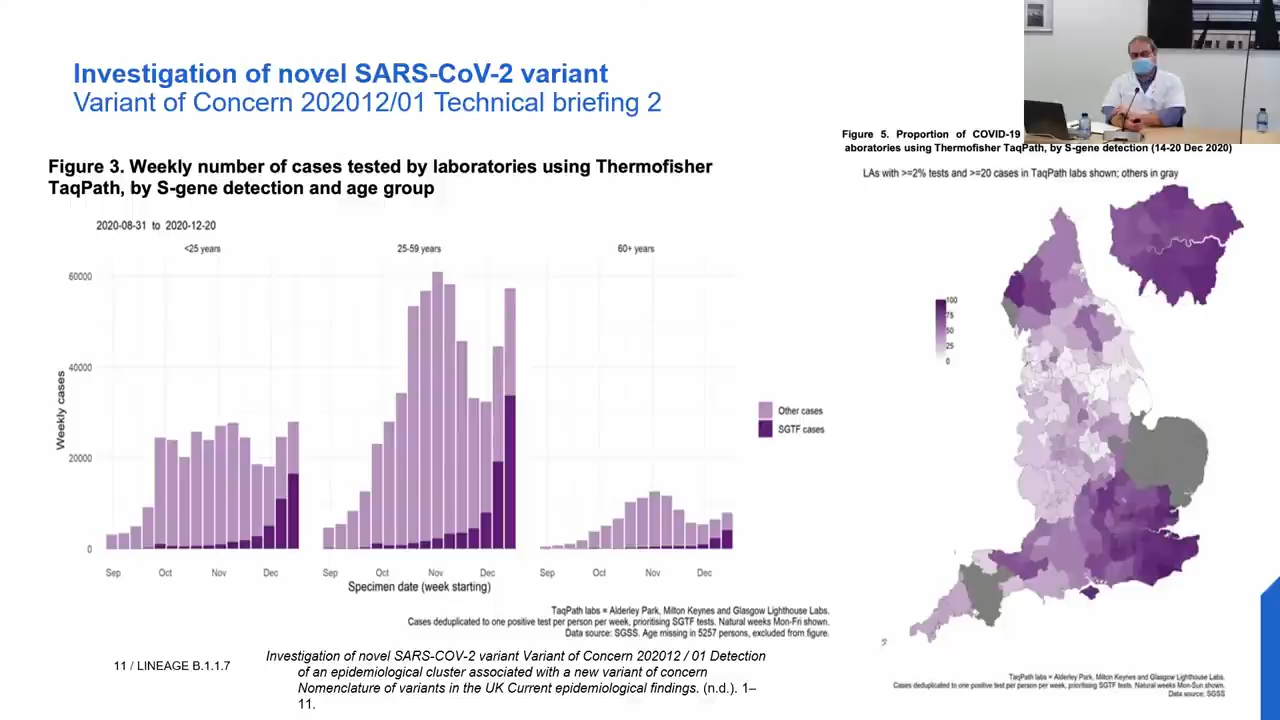 Investigation of novel SARS-CoV-2 variant
Variant of Concern 202012/01 Technical briefing 2
Figure 3. Weekly number of cases tested by laboratories using Thermofisher
TaqPath, by S-gene detection and age group
2020-08-31 to 2020-12-20
<25 years
25-59 years
60+ years
60000
40000
20000
0
Weekly cases
Sep
Oct
Nov
Dec
Sep
Oct
Nov
Dec
Sep
Oct
Nov
Dec
Specimen date (week starting)
Other cases
SGTF cases
TaqPath labs = Alderley Park, Milton Keynes and Glasgow Lighthouse Labs.
Cases deduplicated to one positive test per person per week, prioritising SGTF tests. Natural weeks Mon-Fri shown.
Data source: SGSS. Age missing in 5257 persons, excluded from figure.
Figure 5. Proportion of COVID-19
aboratories using Thermofisher TaqPath, by S-gene detection (14-20 Dec 2020)
LAs with >=2% tests and >=20 cases in TaqPath labs shown; others in gray
100
75
50
25
0
TaqPath labs = Alderley Park, Milton Keynes and Glasgow Lighthouse Labs.
Cases deduplicated to one positive test per person per week, prioritising SGTF tests. Natural weeks Mon-Sun shown.
Data source: SGSS
11 / LINEAGE B.1.1.7
Investigation of novel SARS-COV-2 variant Variant of Concern 202012 / 01 Detection
of an epidemiological cluster associated with a new variant of concern
Nomenclature of variants in the UK Current epidemiological findings. (n.d.). 1–
11.